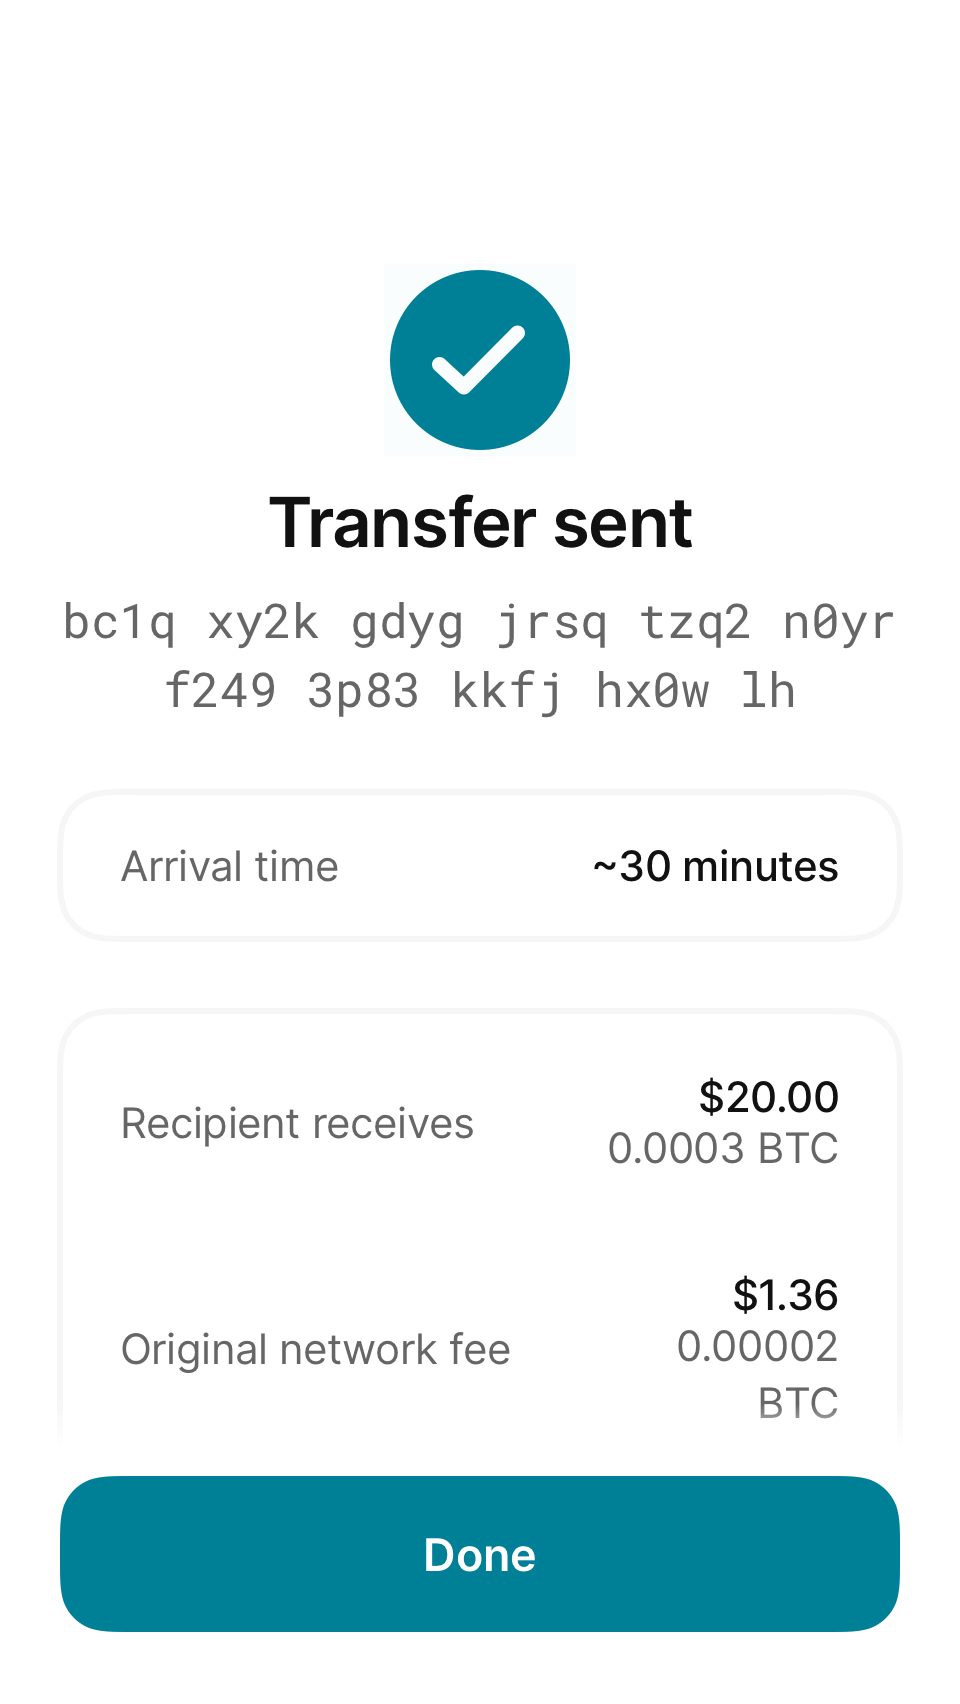 Transfer sent
bc1q xy2k gdyg jrsq tzq2 n0yr
f249 3p83 kkfj hx0w lh
Arrival time
~30 minutes
Recipient receives
$20.00
0.0003 BTC
Original network fee
$1.36
0.00002
BTC
Done